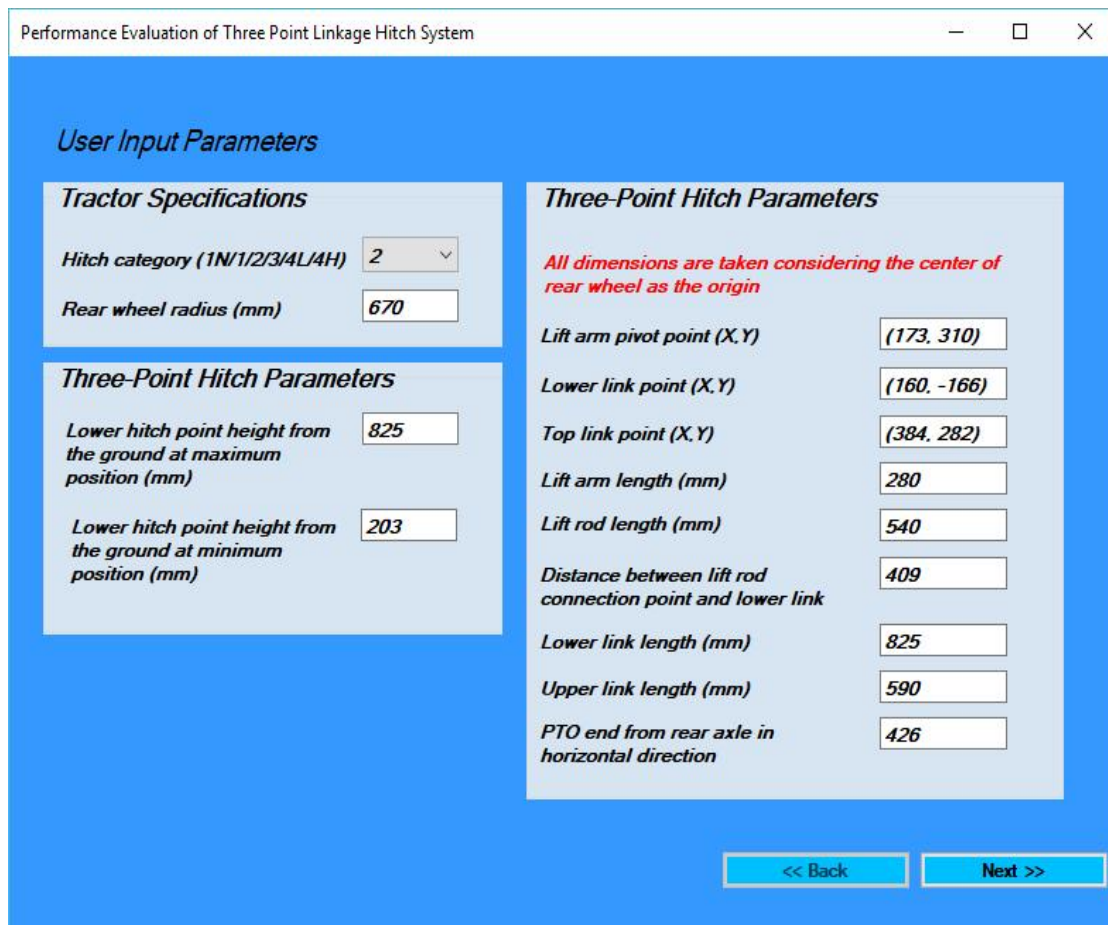 Performance Evaluation of Three Point Linkage Hitch System
User Input Parameters
Tractor Specifications
Hitch category (1N/1/2/3/4L/4H) 2
Rear wheel radius (mm) 670
Three-Point Hitch Parameters
Lower hitch point height from 825
the ground at maximum
position (mm)
Lower hitch point height from 203
the ground at minimum
position (mm)
Three-Point Hitch Parameters
All dimensions are taken considering the center of
rear wheel as the origin
Lift arm pivot point (X,Y) (173, 310)
Lower link point (X,Y) (160, -166)
Top link point (X,Y) (384, 282)
Lift arm length (mm) 280
Lift rod length (mm) 540
Distance between lift rod 409
connection point and lower link
Lower link length (mm) 825
Upper link length (mm) 590
PTO end from rear axle in 426
horizontal direction
<< Back Next >>